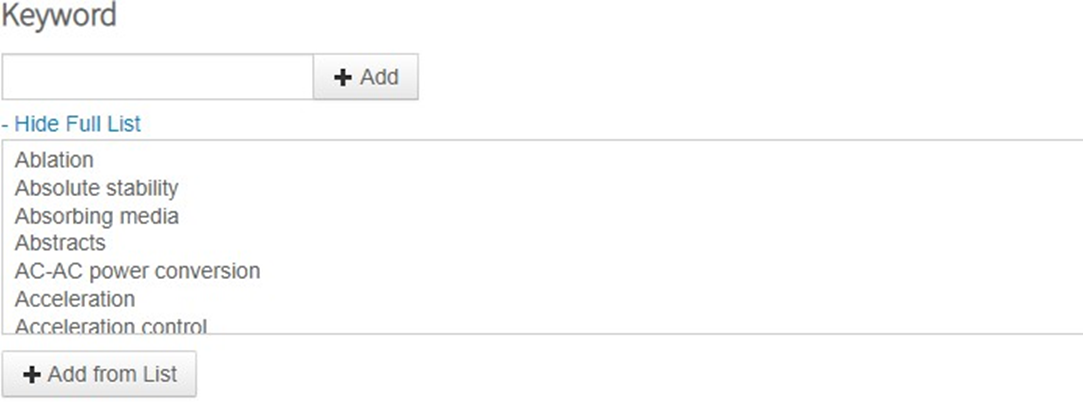 Keyword
+ Add
- Hide Full List
Ablation
Absolute stability
Absorbing media
Abstracts
AC-AC power conversion
Acceleration
Acceleration control
+ Add from List